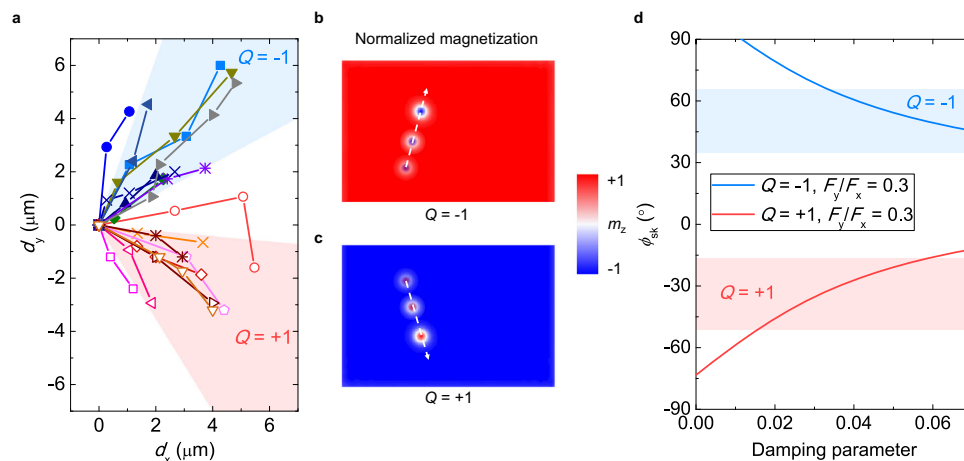 a
6
4
2
0
-2
-4
-6
d_y (μm)
Q = -1
Q = +1
0
2
4
6
d_x (μm)
b
Normalized magnetization
Q = -1
c
Q = +1
+1
m_z
-1
d
90
60
30
0
-30
-60
-90
ϕ_sk (°)
Q = -1
Q = -1, F_y/F_x = 0.3
Q = +1, F_y/F_x = 0.3
Q = +1
0.00
0.02
0.04
0.06
Damping parameter